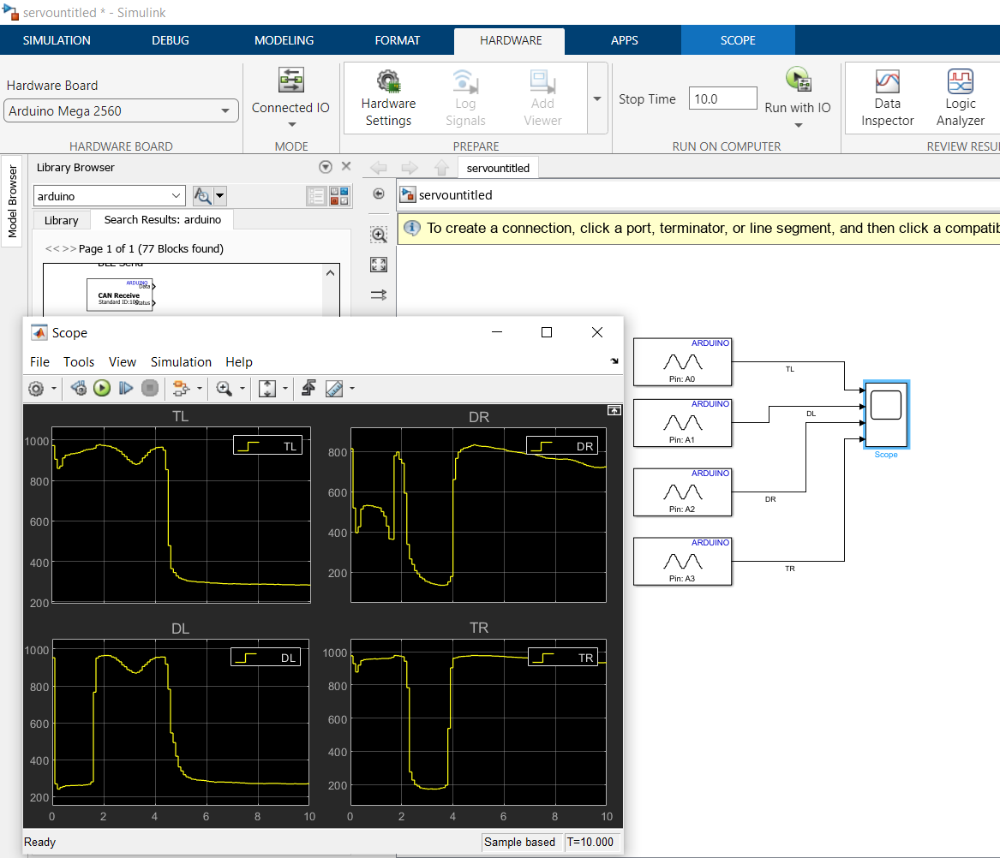 servountitled * - Simulink
SIMULATION DEBUG MODELING FORMAT HARDWARE APPS SCOPE
Hardware Board
Arduino Mega 2560
HARDWARE BOARD
Connected IO
MODE
Hardware Settings
Log Signals
Add Viewer
PREPARE
Stop Time 10.0
Run with IO
RUN ON COMPUTER
Data Inspector
Logic Analyzer
REVIEW RESU
Model Browser
Library Browser
arduino
Library Search Results: arduino
<< >> Page 1 of 1 (77 Blocks found)
ARDUINO
Data
CAN Receive
Standard ID:100
Status
servountitled
servountitled
To create a connection, click a port, terminator, or line segment, and then click a compatib
Scope
File Tools View Simulation Help
TL
TL
1000
800
600
400
200
DR
DR
800
600
400
200
DL
DL
1000
800
600
400
200
0 2 4 6 8 10
TR
TR
1000
800
600
400
200
0 2 4 6 8 10
Ready
Sample based T=10.000
ARDUINO
Pin: A0
TL
ARDUINO
Pin: A1
DL
ARDUINO
Pin: A2
DR
ARDUINO
Pin: A3
TR
Scope